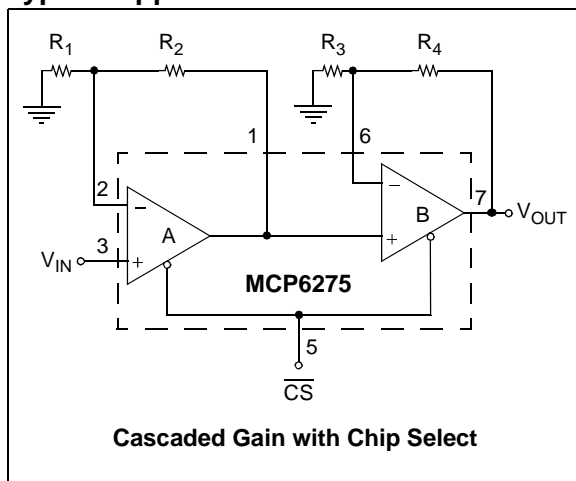 R1
R2
R3
R4
1
6
2
A
B
7
VOUT
3
VIN
MCP6275
5
CS
Cascaded Gain with Chip Select